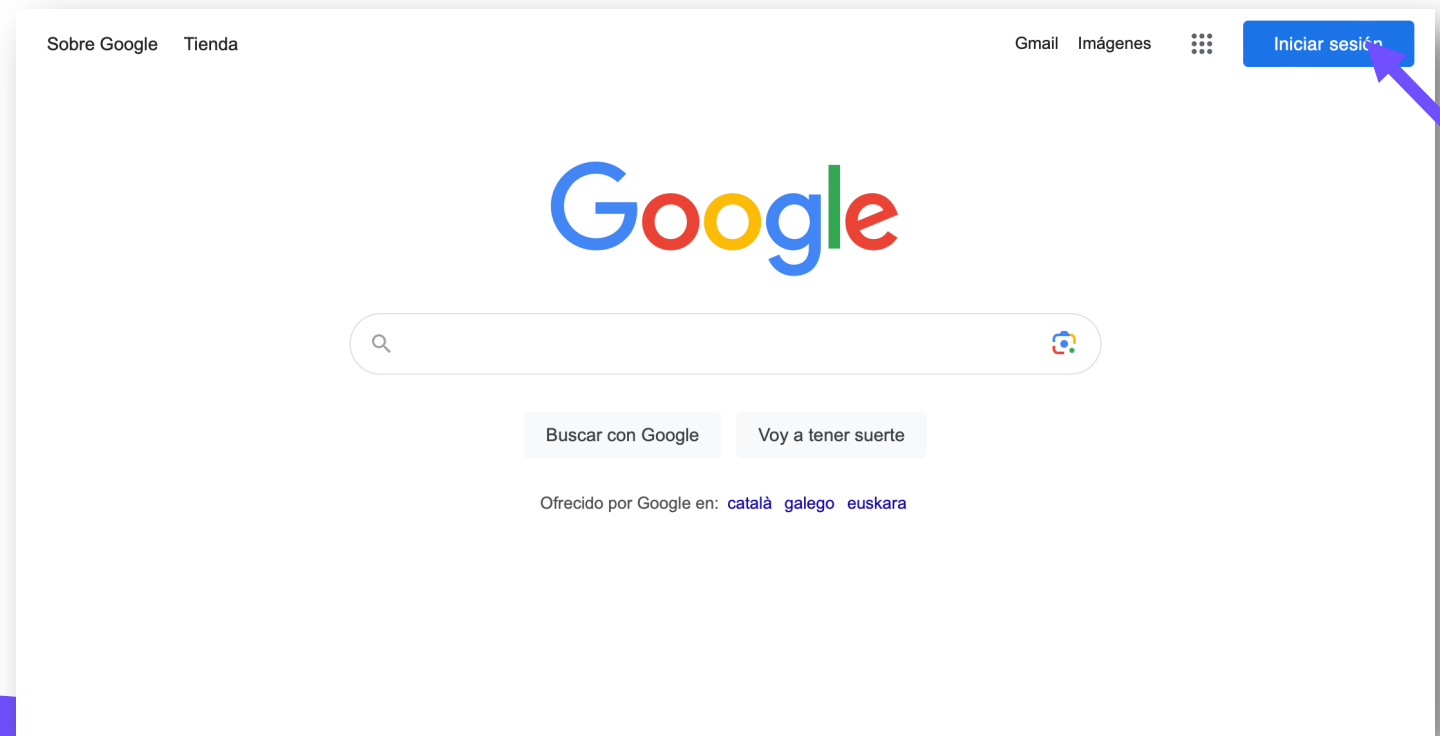 Sobre Google Tienda Gmail Imágenes Iniciar sesión
Google
Buscar con Google Voy a tener suerte
Ofrecido por Google en: català galego euskara